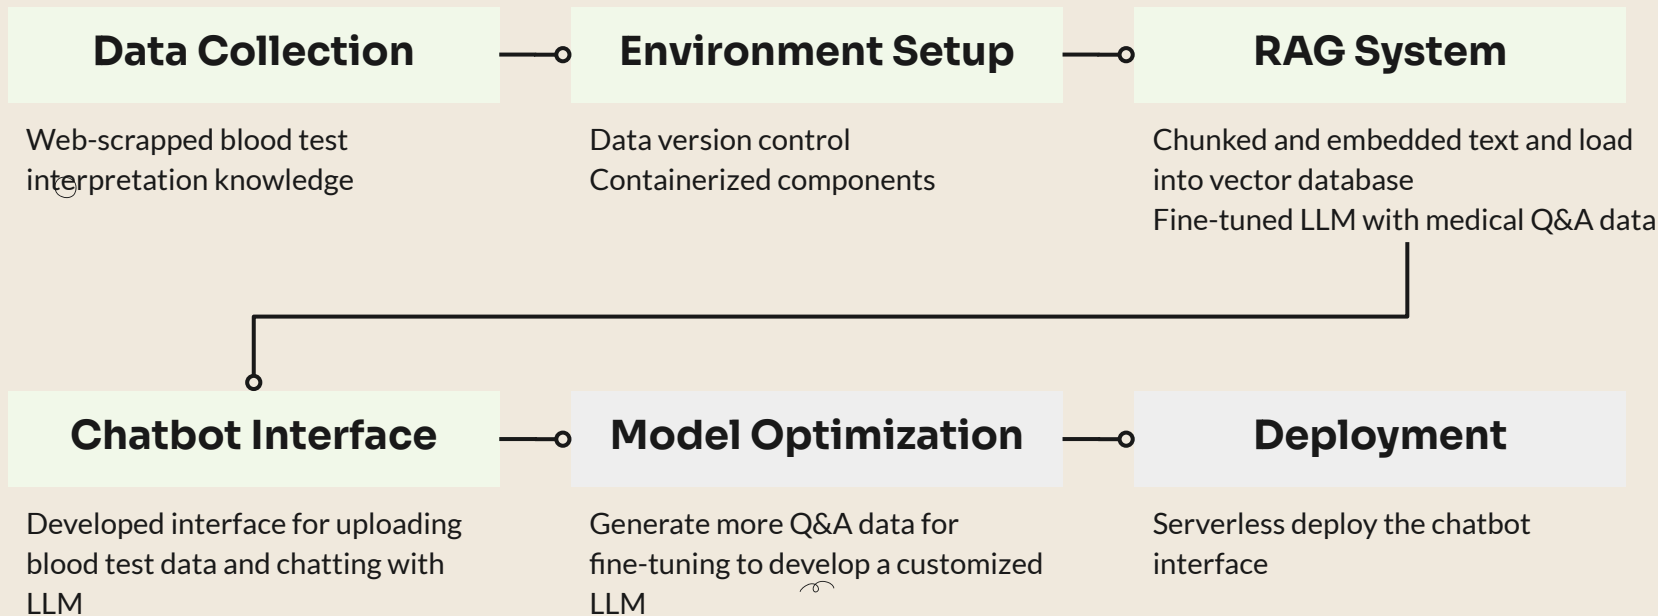 Data Collection
Environment Setup
RAG System
Web-scrapped blood test
interpretation knowledge
Data version control
Containerized components
Chunked and embedded text and load
into vector database
Fine-tuned LLM with medical Q&A data
Chatbot Interface
Model Optimization
Deployment
Developed interface for uploading
blood test data and chatting with
LLM
Generate more Q&A data for
fine-tuning to develop a customized
LLM
Serverless deploy the chatbot
interface